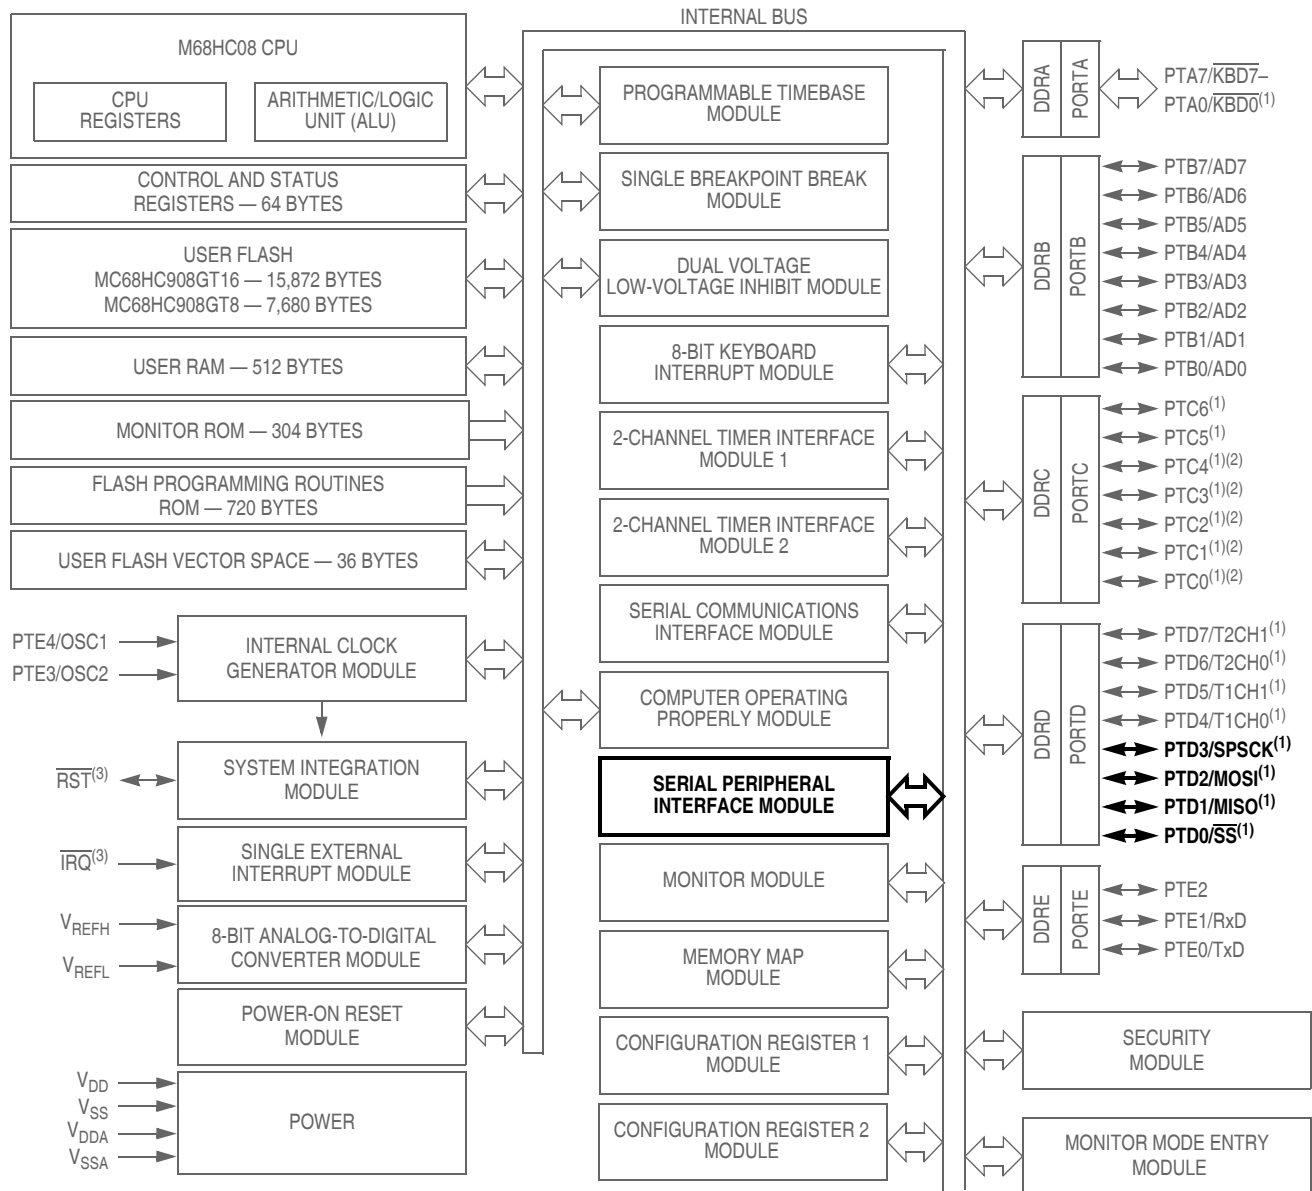 INTERNAL BUS
M68HC08 CPU
CPU
REGISTERS
ARITHMETIC/LOGIC
UNIT (ALU)
CONTROL AND STATUS
REGISTERS — 64 BYTES
USER FLASH
MC68HC908GT16 — 15,872 BYTES
MC68HC908GT8 — 7,680 BYTES
USER RAM — 512 BYTES
MONITOR ROM — 304 BYTES
FLASH PROGRAMMING ROUTINES
ROM — 720 BYTES
USER FLASH VECTOR SPACE — 36 BYTES
PTE4/OSC1
PTE3/OSC2
INTERNAL CLOCK
GENERATOR MODULE
RST(3)
SYSTEM INTEGRATION
MODULE
IRQ(3)
SINGLE EXTERNAL
INTERRUPT MODULE
VREFH
VREFL
8-BIT ANALOG-TO-DIGITAL
CONVERTER MODULE
POWER-ON RESET
MODULE
VDD
VSS
VDDA
VSSA
POWER
PROGRAMMABLE TIMEBASE
MODULE
SINGLE BREAKPOINT BREAK
MODULE
DUAL VOLTAGE
LOW-VOLTAGE INHIBIT MODULE
8-BIT KEYBOARD
INTERRUPT MODULE
2-CHANNEL TIMER INTERFACE
MODULE 1
2-CHANNEL TIMER INTERFACE
MODULE 2
SERIAL COMMUNICATIONS
INTERFACE MODULE
COMPUTER OPERATING
PROPERLY MODULE
SERIAL PERIPHERAL
INTERFACE MODULE
MONITOR MODULE
MEMORY MAP
MODULE
CONFIGURATION REGISTER 1
MODULE
CONFIGURATION REGISTER 2
MODULE
DDRA
PORTA
PTA7/KBD7–
PTA0/KBD0(1)
DDRB
PORTB
PTB7/AD7
PTB6/AD6
PTB5/AD5
PTB4/AD4
PTB3/AD3
PTB2/AD2
PTB1/AD1
PTB0/AD0
DDRC
PORTC
PTC6(1)
PTC5(1)
PTC4(1)(2)
PTC3(1)(2)
PTC2(1)(2)
PTC1(1)(2)
PTC0(1)(2)
DDRD
PORTD
PTD7/T2CH1(1)
PTD6/T2CH0(1)
PTD5/T1CH1(1)
PTD4/T1CH0(1)
PTD3/SPSCK(1)
PTD2/MOSI(1)
PTD1/MISO(1)
PTD0/SS(1)
DDRE
PORTE
PTE2
PTE1/RxD
PTE0/TxD
SECURITY
MODULE
MONITOR MODE ENTRY
MODULE